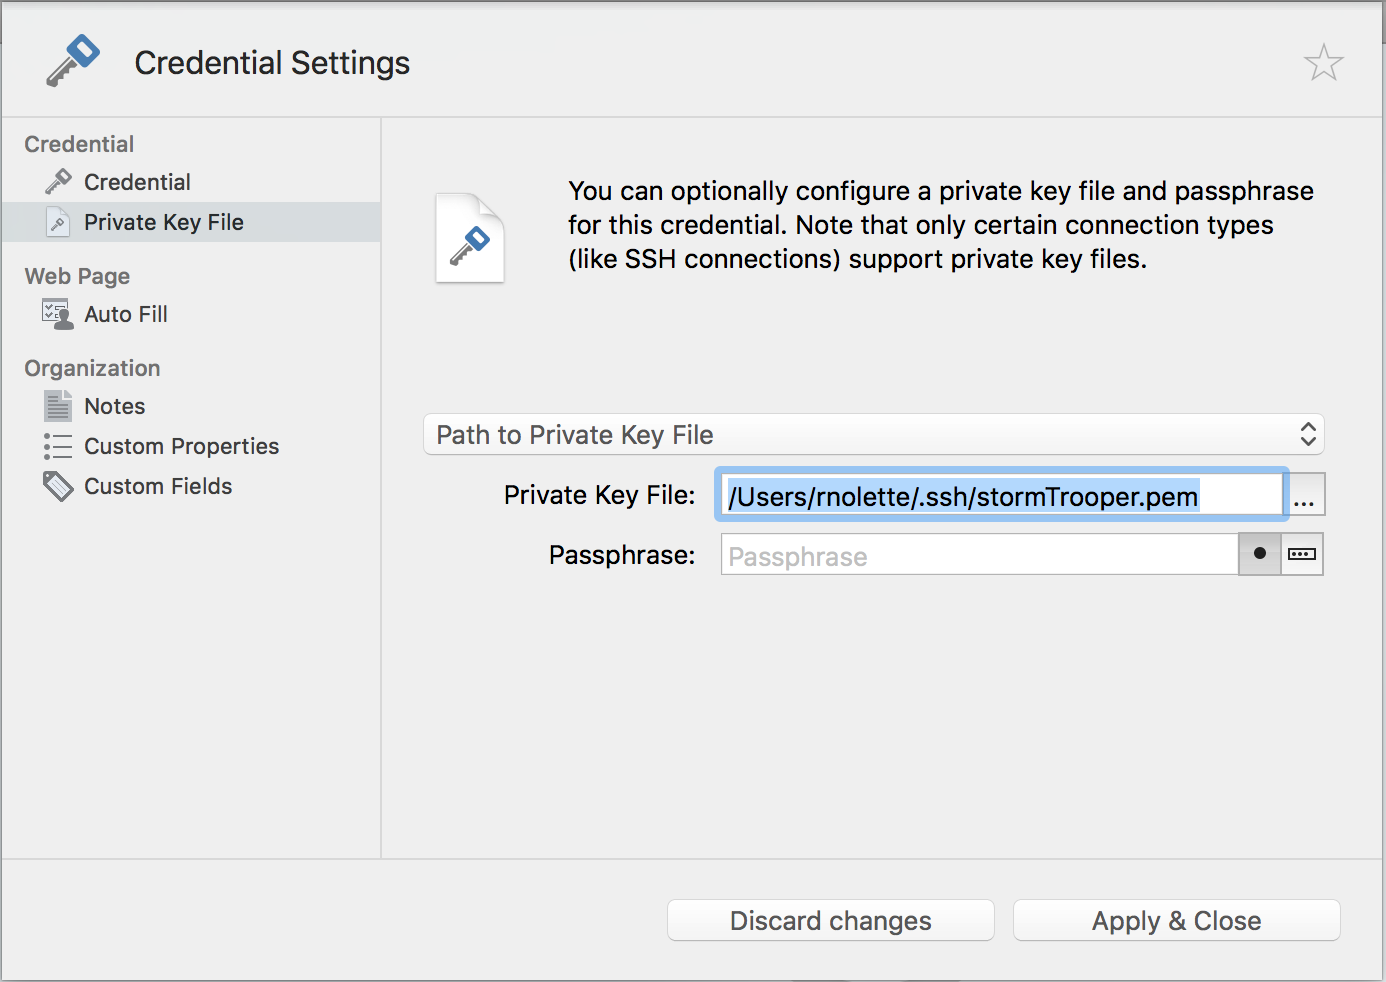 Credential Settings
Credential
Credential
Private Key File
Web Page
Auto Fill
Organization
Notes
Custom Properties
Custom Fields
You can optionally configure a private key file and passphrase
for this credential. Note that only certain connection types
(like SSH connections) support private key files.
Path to Private Key File
Private Key File: /Users/rnolette/.ssh/stormTrooper.pem ...
Passphrase: Passphrase
Discard changes Apply & Close